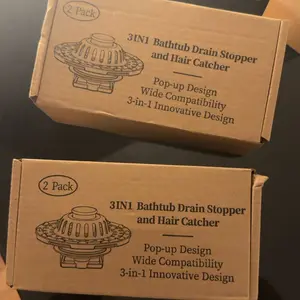 2 Pack
3IN1 Bathtub Drain Stopper
and Hair Catcher
Pop-up Design
Wide Compatibility
3-in-1 Innovative Design
2 Pack
3IN1 Bathtub Drain Stopper
and Hair Catcher
Pop-up Design
Wide Compatibility
3-in-1 Innovative Design